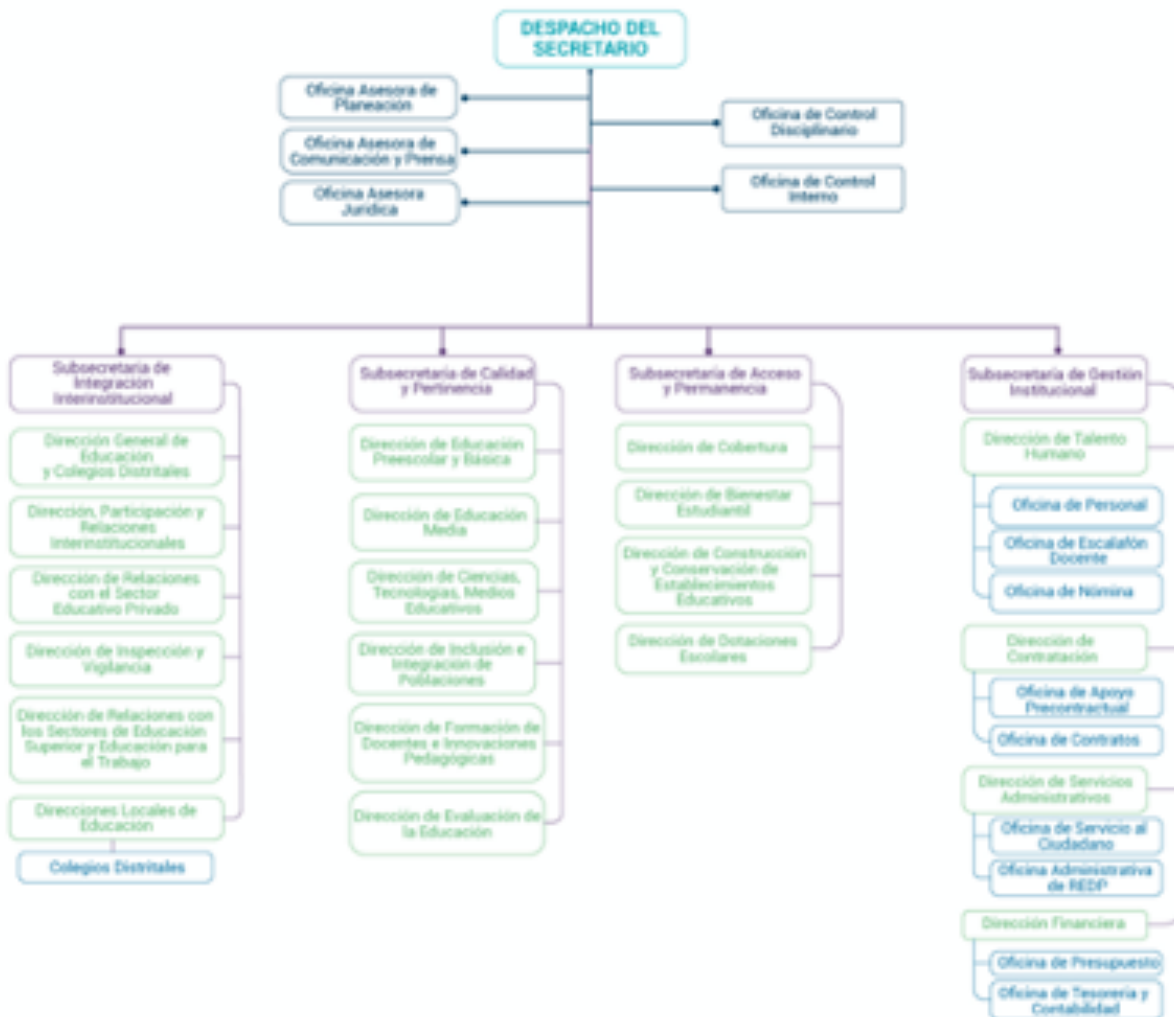 DESPACHO DEL
SECRETARIO
Oficina Asesora de
Planeación
Oficina Asesora de
Comunicación y Prensa
Oficina Asesora
Jurídica
Oficina de Control
Disciplinario
Oficina de Control
Interno
Subsecretaria de
Integración
Interinstitucional
Dirección General de
Educación
y Colegios Distritales
Dirección, Participación y
Relaciones
Interinstitucionales
Dirección de Relaciones
con el Sector
Educativo Privado
Dirección de Inspección y
Vigilancia
Dirección de Relaciones con
los Sectores de Educación
Superior y Educación para
el Trabajo
Direcciones Locales de
Educación
Colegios Distritales
Subsecretaria de Calidad
y Pertinencia
Dirección de Educación
Preescolar y Básica
Dirección de Educación
Media
Dirección de Ciencias,
Tecnologías, Medios
Educativos
Dirección de Inclusión e
Integración de
Poblaciones
Dirección de Formación de
Docentes e Innovaciones
Pedagógicas
Dirección de Evaluación de
la Educación
Subsecretaria de Acceso
y Permanencia
Dirección de Cobertura
Dirección de Bienestar
Estudiantil
Dirección de Construcción
y Conservación de
Establecimientos
Educativos
Dirección de Dotaciones
Escolares
Subsecretaria de Gestión
Institucional
Dirección de Talento
Humano
Oficina de Personal
Oficina de Escalafón
Docente
Oficina de Nómina
Dirección de
Contratación
Oficina de Apoyo
Precontractual
Oficina de Contratos
Dirección de Servicios
Administrativos
Oficina de Servicio al
Ciudadano
Oficina Administrativa
de REDP
Dirección Financiera
Oficina de Presupuesto
Oficina de Tesorería y
Contabilidad